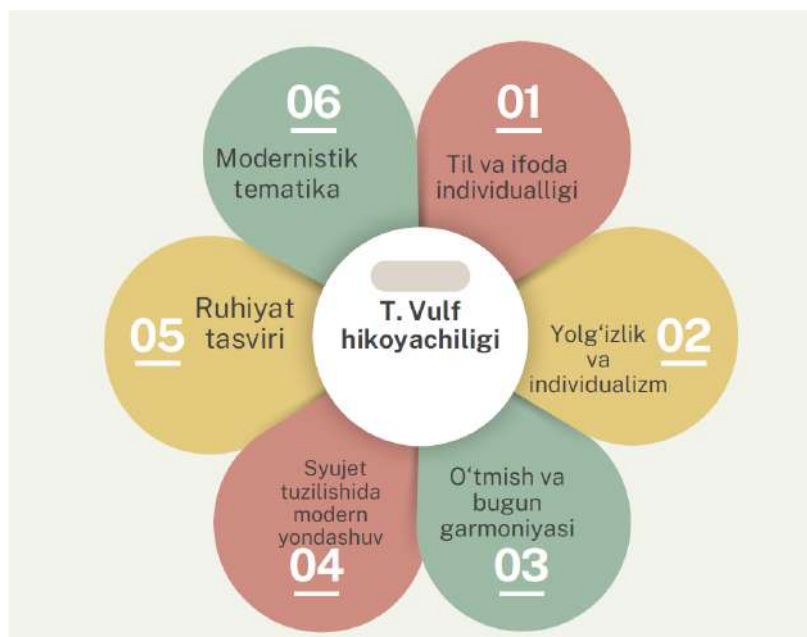 T. Vulf
hikoyachiligi
01
Til va ifoda
individualligi
02
Yolg‘izlik
va
individualizm
03
O‘tmish va
bugun
garmoniyasi
04
Syujet
tuzilishida
modern
yondashuv
05
Ruhiyat
tasviri
06
Modernistik
tematika